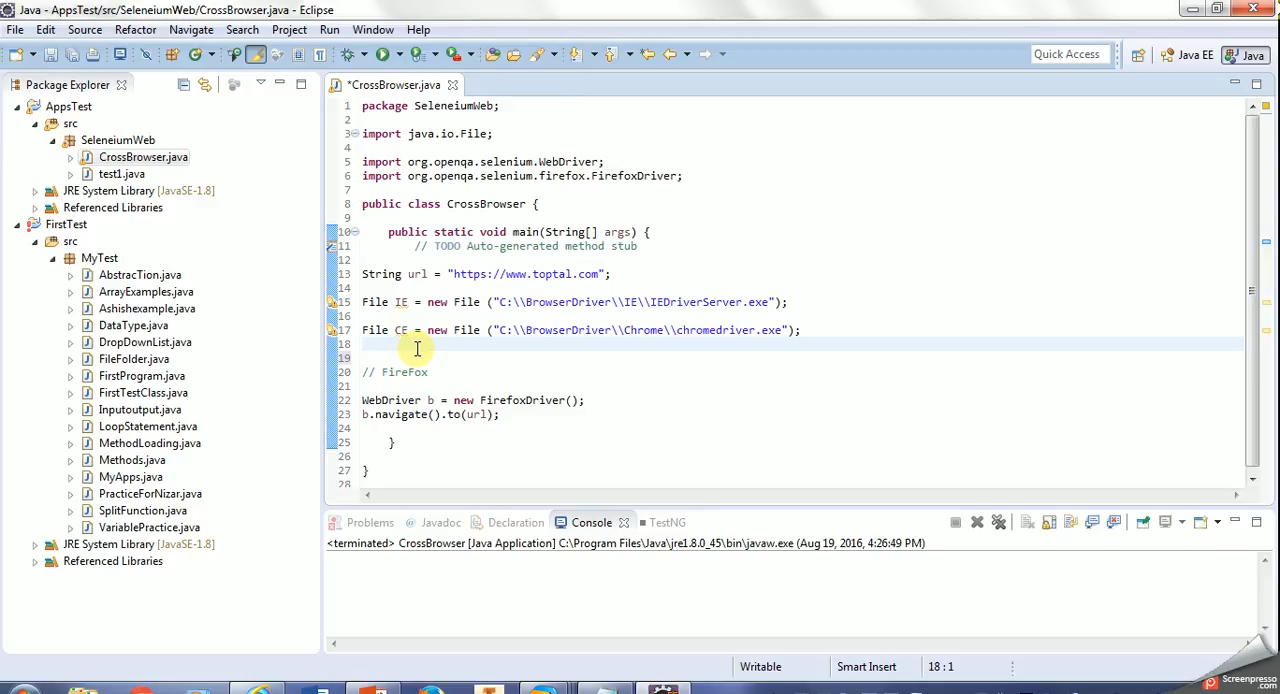 Java - AppsTest/src/SeleneiumWeb/CrossBrowser.java - Eclipse
File Edit Source Refactor Navigate Search Project Run Window Help
Quick Access Java EE Java
Package Explorer
AppsTest
src
SeleneiumWeb
CrossBrowser.java
test1.java
JRE System Library [JavaSE-1.8]
Referenced Libraries
FirstTest
src
MyTest
AbstracTion.java
ArrayExamples.java
Ashishexample.java
DataType.java
DropDownList.java
FileFolder.java
FirstProgram.java
FirstTestClass.java
Inputoutput.java
LoopStatement.java
MethodLoading.java
Methods.java
MyApps.java
PracticeForNizar.java
SplitFunction.java
VariablePractice.java
JRE System Library [JavaSE-1.8]
Referenced Libraries
*CrossBrowser.java
1 package SeleneiumWeb;
2
3 import java.io.File;
4
5 import org.openqa.selenium.WebDriver;
6 import org.openqa.selenium.firefox.FirefoxDriver;
7
8 public class CrossBrowser {
9
10 public static void main(String[] args) {
11 // TODO Auto-generated method stub
12
13 String url = "https://www.toptal.com";
14
15 File IE = new File ("C:\\BrowserDriver\\IE\\IEDriverServer.exe");
16
17 File CE = new File ("C:\\BrowserDriver\\Chrome\\chromedriver.exe");
18
19
20 // FireFox
21
22 WebDriver b = new FirefoxDriver();
23 b.navigate().to(url);
24
25 }
26
27 }
28
Problems @ Javadoc Declaration Console TestNG
<terminated> CrossBrowser [Java Application] C:\Program Files\Java\jre1.8.0_45\bin\javaw.exe (Aug 19, 2016, 4:26:49 PM)
Writable Smart Insert 18 : 1
Screenpresso
.com